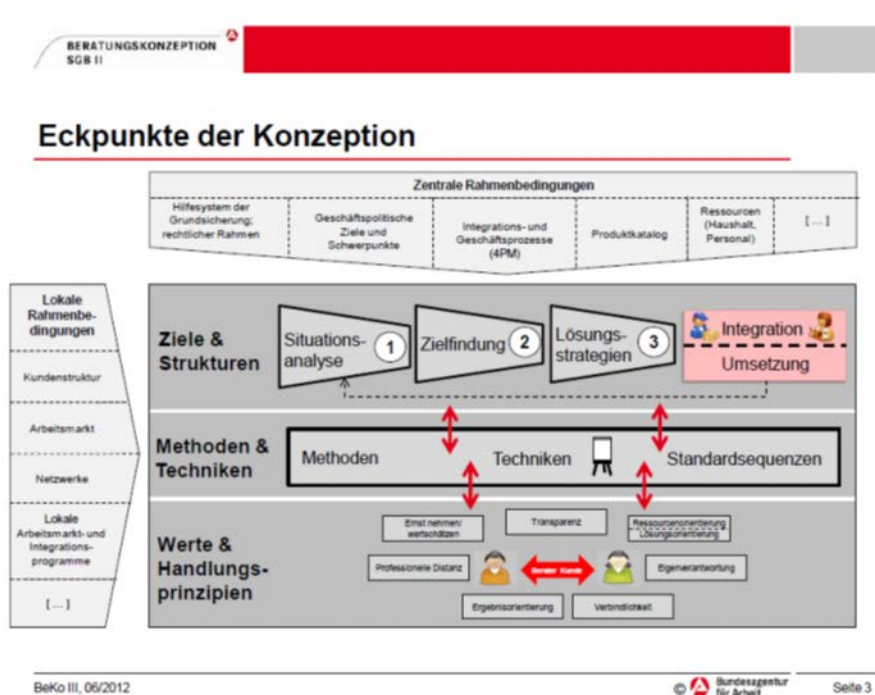 BERATUNGSKONZEPTION
SGB II
Eckpunkte der Konzeption
Zentrale Rahmenbedingungen
Hilfesystem der
Grundsicherung;
rechtlicher Rahmen
Geschäftspolitische
Ziele und
Schwerpunkte
Integrations- und
Geschäftsprozesse
(4PM)
Produktkatalog
Ressourcen
(Haushalt,
Personal)
[...]
Lokale
Rahmenbe-
dingungen
Kundenstruktur
Arbeitsmarkt
Netzwerke
Lokale
Arbeitsmarkt- und
Integrations-
programme
[...]
Ziele &
Strukturen
Situations-
analyse
1
Zielfindung
2
Lösungs-
strategien
3
Integration
Umsetzung
Methoden &
Techniken
Methoden
Techniken
Standardsequenzen
Werte &
Handlungs-
prinzipien
Ernst nehmen/
wertschätzen
Transparenz
Ressourcenorientierung
Lösungsorientierung
Professionelle Distanz
Berater Kunde
Eigenverantwortung
Ergebnisorientierung
Verbindlichkeit
BeKo III, 06/2012
© Bundesagentur
für Arbeit
Seite 3